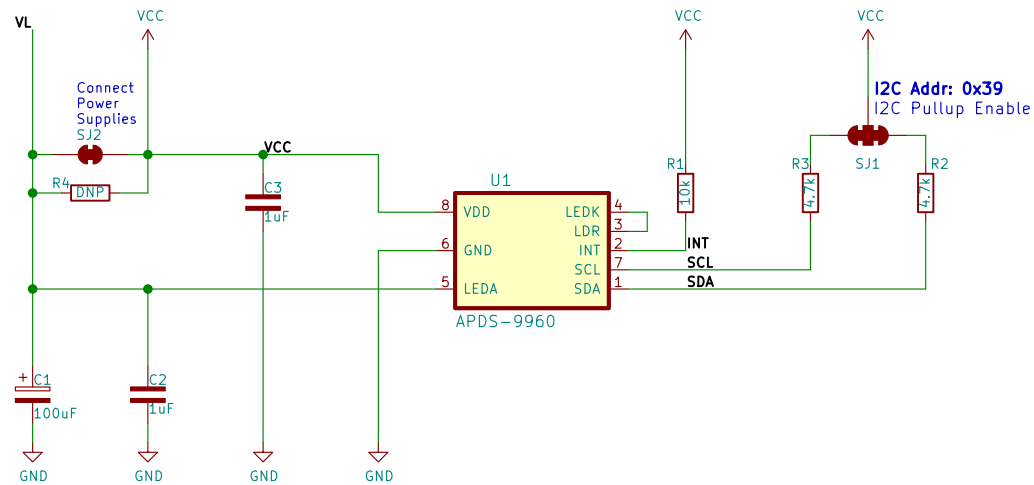 VL
VCC
VCC
VCC
Connect
Power
Supplies
SJ2
I2C Addr: 0x39
I2C Pullup Enable
VCC
R4
DNP
C3
1uF
U1
R1
10k
R3
4.7k
SJ1
R2
4.7k
8
VDD
LEDK
4
LDR
3
6
GND
INT
2
INT
SCL
7
SCL
5
LEDA
SDA
1
SDA
APDS-9960
+
C1
100uF
C2
1uF
GND
GND
GND
GND